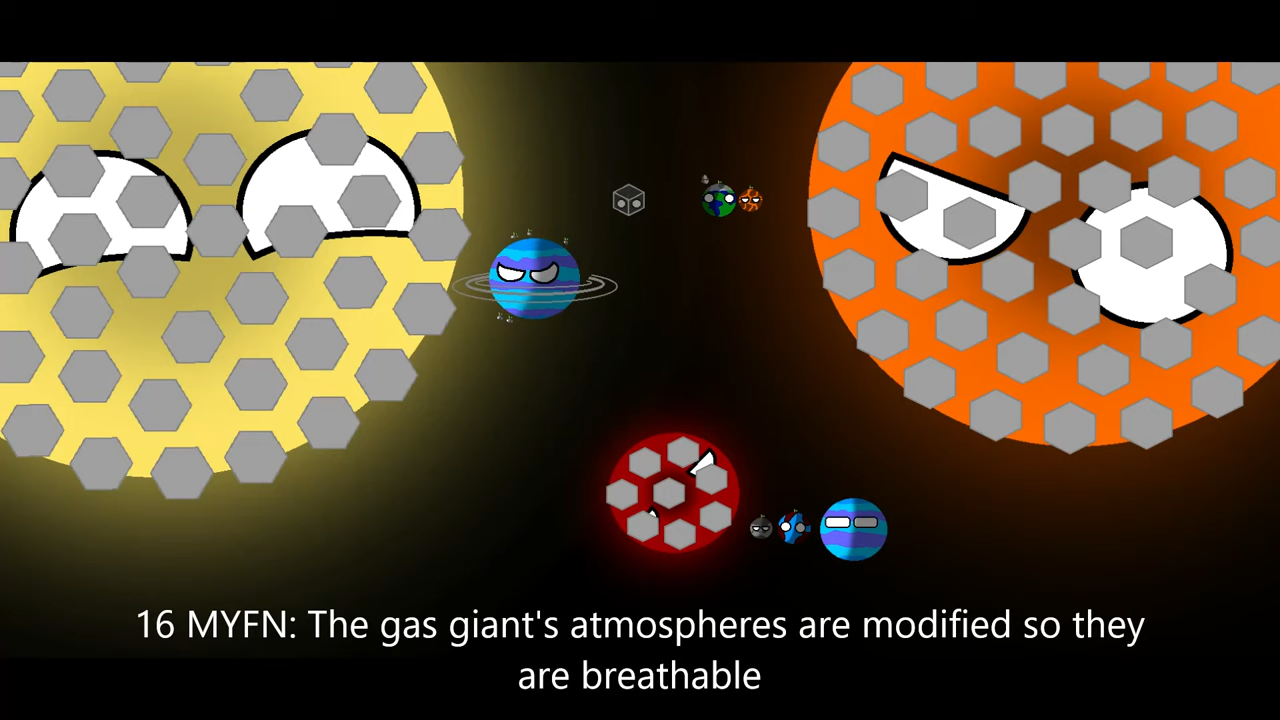 16 MYFN: The gas giant's atmospheres are modified so they
are breathable